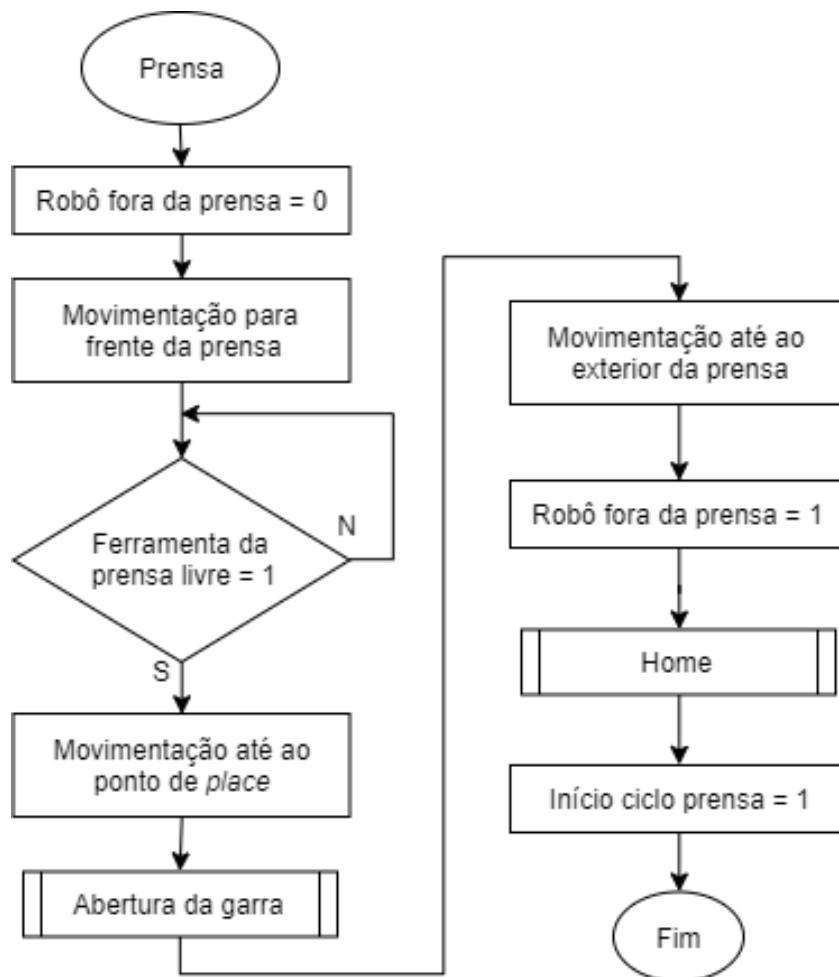 Prensa
Robô fora da prensa = 0
Movimentação para
frente da prensa
N
Ferramenta da
prensa livre = 1
S
Movimentação até ao
ponto de place
Abertura da garra
Movimentação até ao
exterior da prensa
Robô fora da prensa = 1
Home
Início ciclo prensa = 1
Fim